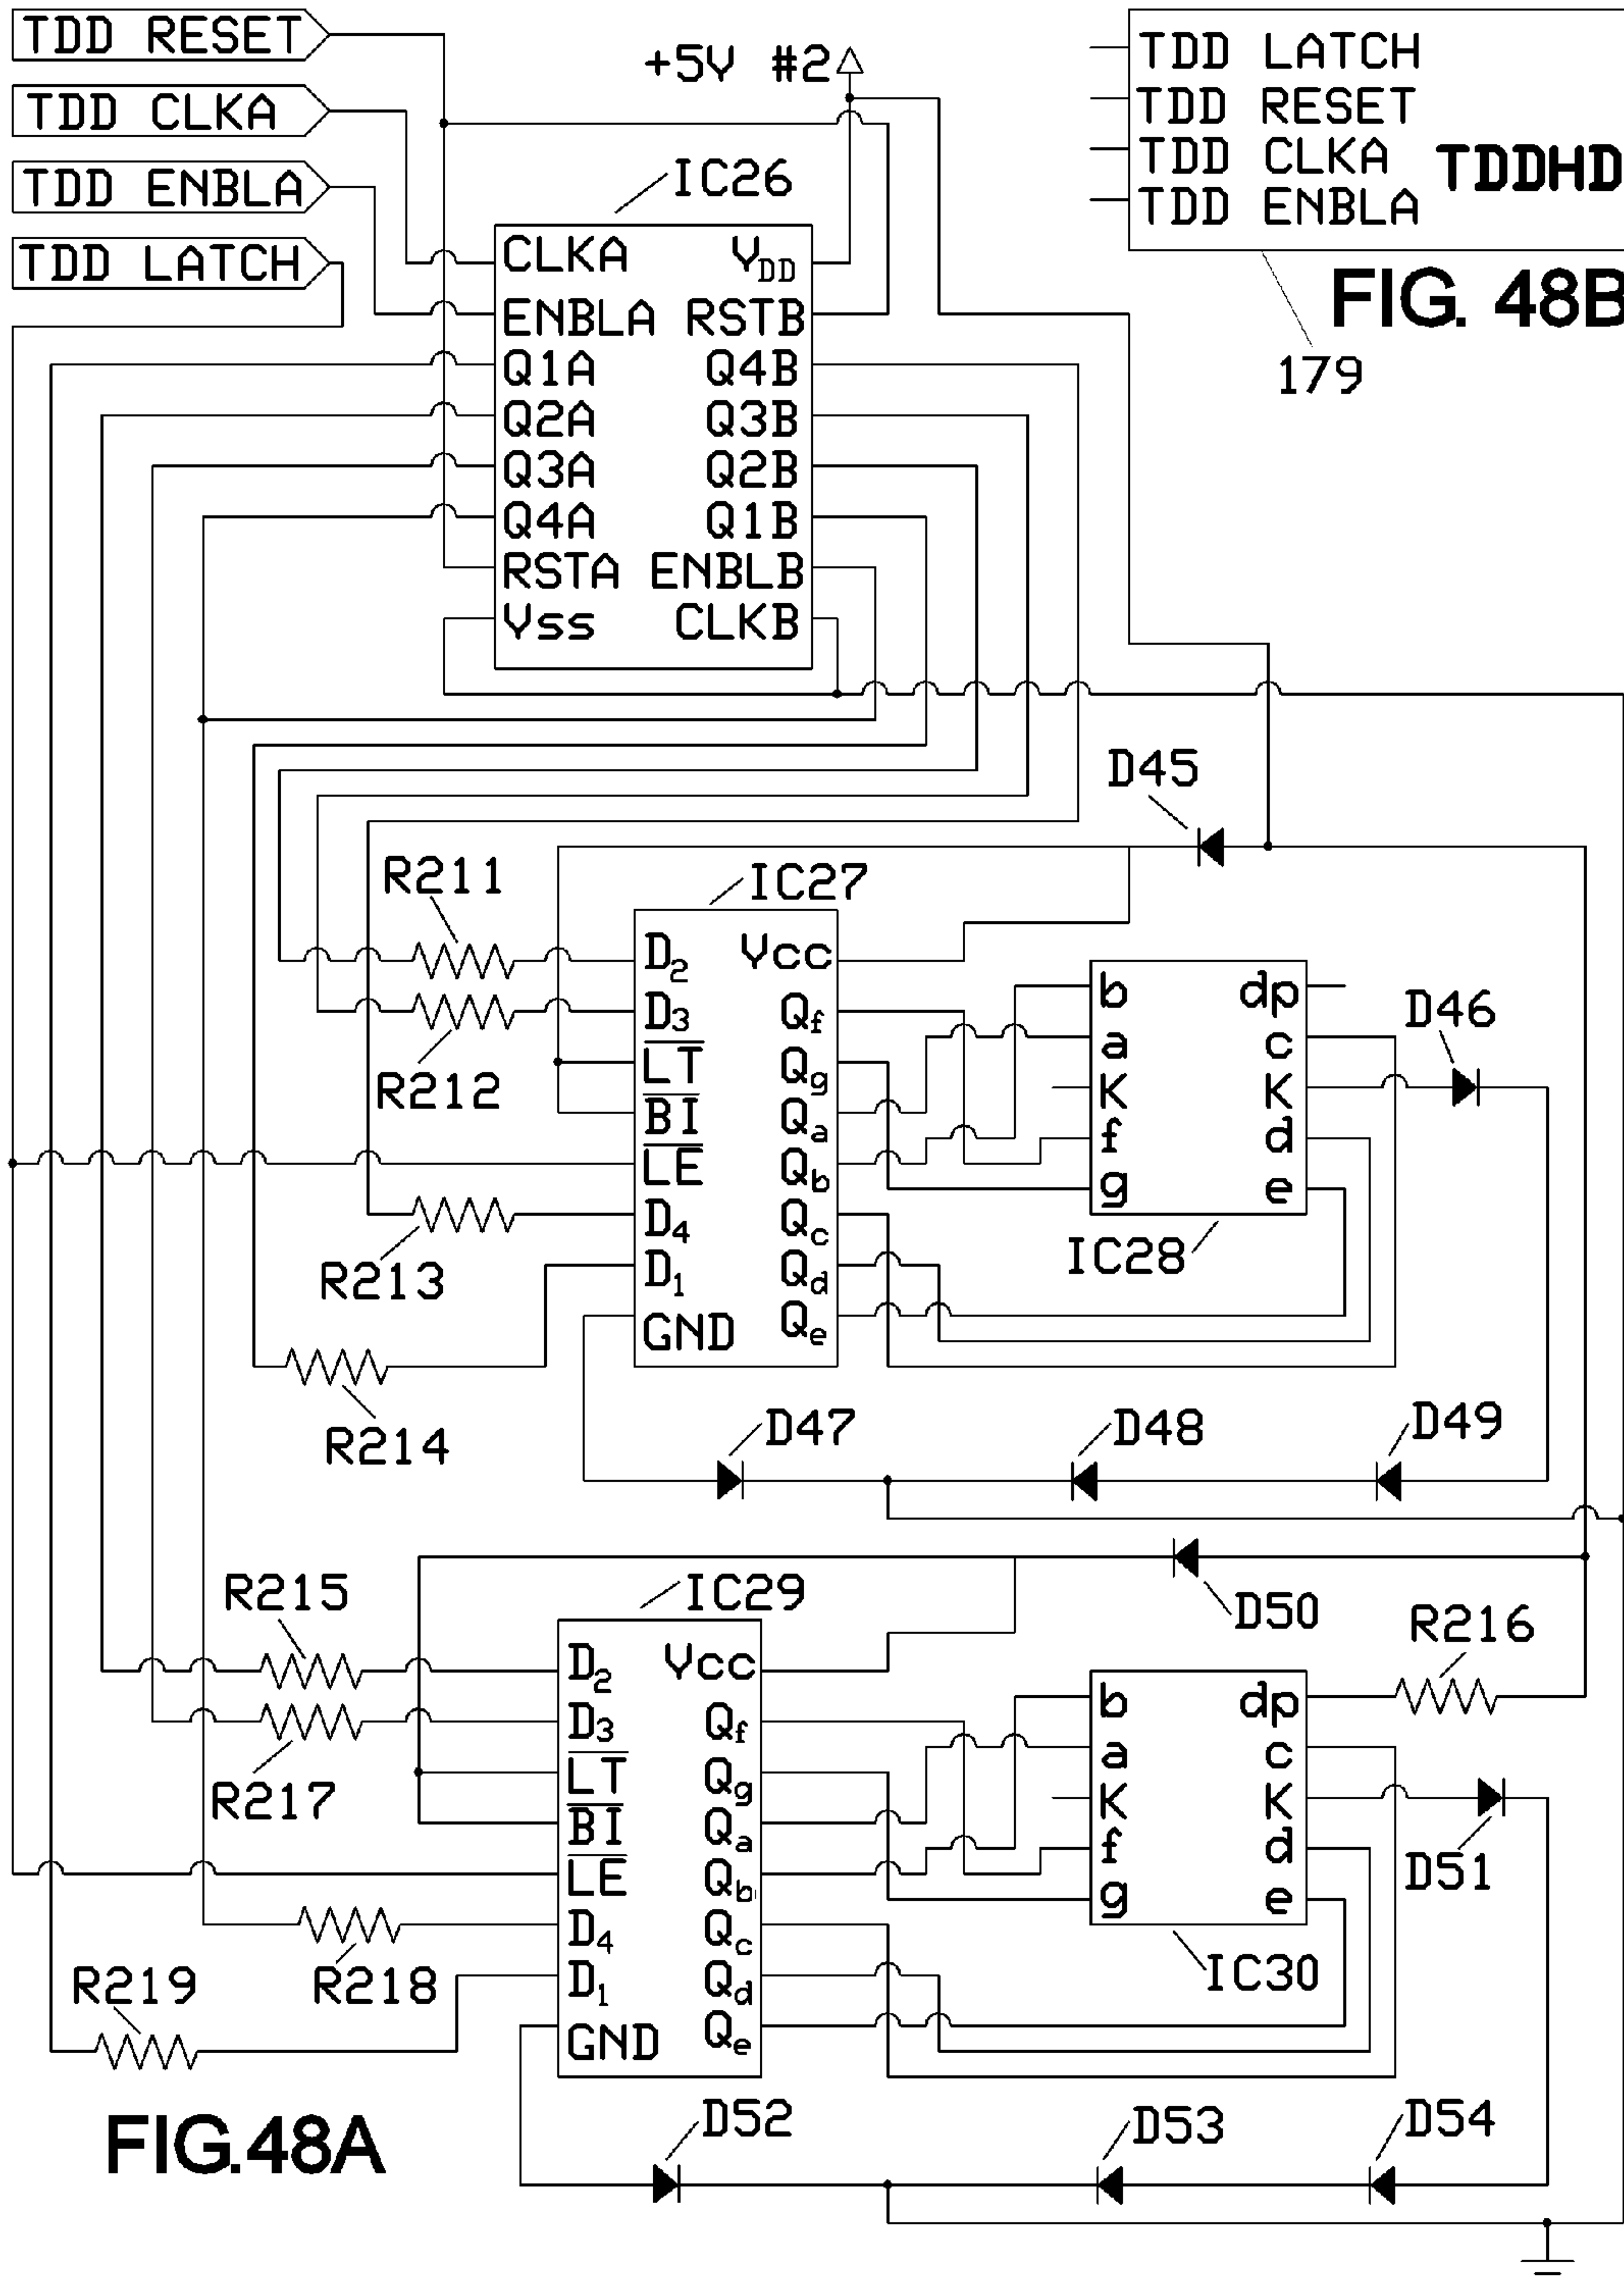 TDD RESET
TDD CLKA
TDD ENBLA
TDD LATCH
+5V #2
TDD LATCH
TDD RESET
TDD CLKA
TDD ENBLA
TDDHD
FIG. 48B
179
IC26
CLKA VDD
ENBLA RSTB
Q1A Q4B
Q2A Q3B
Q3A Q2B
Q4A Q1B
RSTA ENBLB
Vss CLKB
D45
R211
IC27
R212
D2 Vcc
D3 Qf
LT Qg
BI Qa
LE Qb
D4 Qc
D1 Qd
GND Qe
b dp
a c
K K
f d
g e
D46
IC28
R213
R214
D47
D48
D49
D50
R215
IC29
R216
R217
D2 Vcc
D3 Qf
LT Qg
BI Qa
LE Qb
D4 Qc
D1 Qd
GND Qe
b dp
a c
K K
f d
g e
D51
IC30
R218
R219
FIG.48A
D52
D53
D54